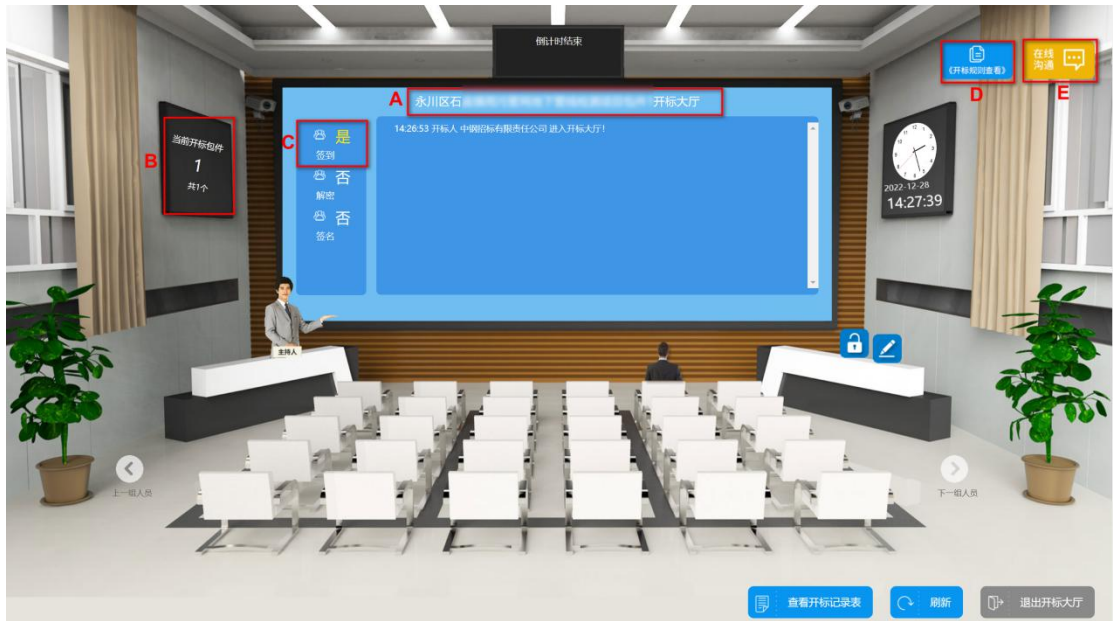 倒计时结束
《开标规则查看》
在线
沟通
D
E
A
永川区石
开标大厅
B
当前开标包件
1
共1个
C
是
签到
否
解密
否
签名
14:26:53 开标人 中钢招标有限责任公司 进入开标大厅!
12
2022-12-28
14:27:39
主持人
上一组人员
下一组人员
查看开标记录表
刷新
退出开标大厅